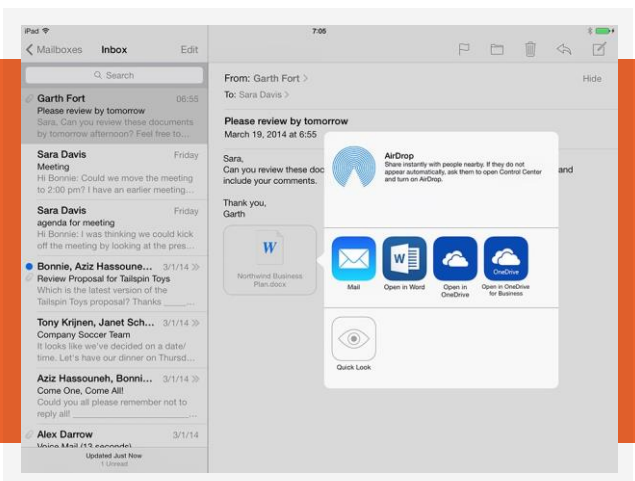 iPad
7:05
Mailboxes
Inbox
Edit
Search
Garth Fort 06:55
Please review by tomorrow
Sara, Can you review these documents
by tomorrow afternoon? Feel free to....
Sara Davis Friday
Meeting
Hi Bonnie: Could we move the meeting
to 2:00 pm? I have an earlier meeting...
Sara Davis Friday
agenda for meeting
Hi Bonnie: I was thinking we could kick
off the meeting by looking at the pres...
Bonnie, Aziz Hassoune... 3/1/14
Review Proposal for Tailspin Toys
Which is the latest version of the
Tailspin Toys proposal? Thanks ____...
Tony Krijnen, Janet Sch... 3/1/14
Company Soccer Team
It looks like we've decided on a date/
time. Let's have our dinner on Thursd...
Aziz Hassouneh, Bonni... 3/1/14
Come One, Come All!
Could you all please remember not to
reply all! ____...
Alex Darrow 3/1/14
Voice Mail (13 seconds)
Updated Just Now
1 Unread
From: Garth Fort
Hide
To: Sara Davis
Please review by tomorrow
March 19, 2014 at 6:55
Sara,
Can you review these doc
and
include your comments.
Thank you,
Garth
W
Northwind Business
Plan.docx
AirDrop
Share instantly with people nearby. If they do not
appear automatically, ask them to open Control Center
and turn on AirDrop.
Mail
W
Open in Word
Open in
OneDrive
OneDrive
Open in OneDrive
for Business
Quick Look